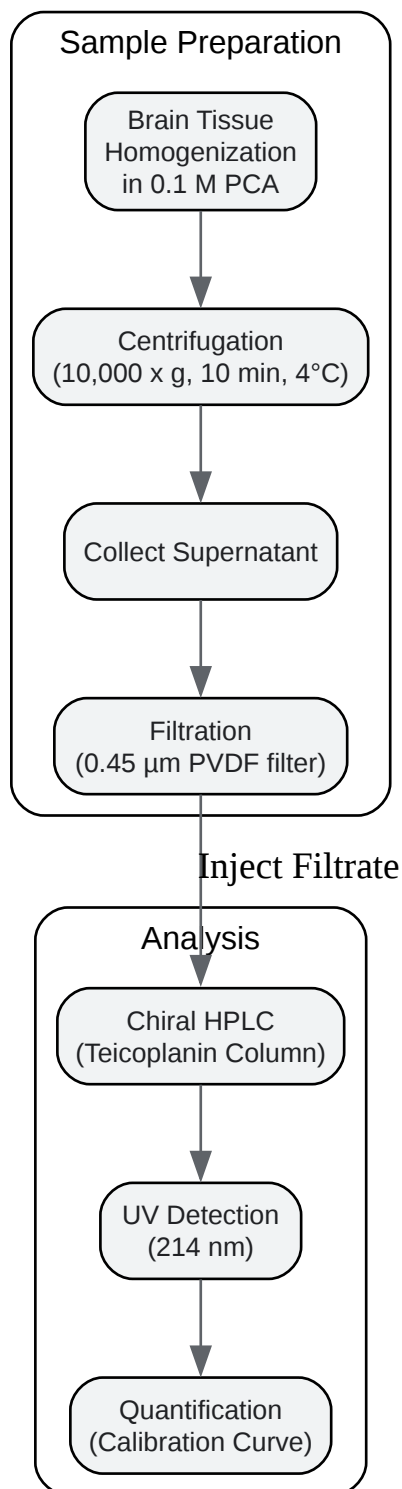 Sample Preparation
Brain Tissue
Homogenization
in 0.1 M PCA
Centrifugation
(10,000 x g, 10 min, 4°C)
Collect Supernatant
Filtration
(0.45 µm PVDF filter)
Inject Filtrate
Analysis
Chiral HPLC
(Teicoplanin Column)
UV Detection
(214 nm)
Quantification
(Calibration Curve)